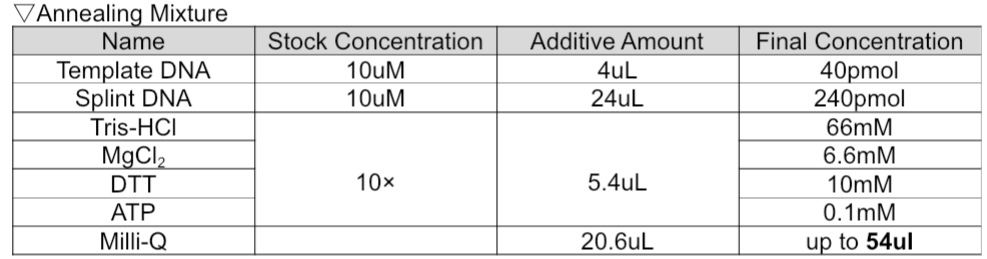 ▽Annealing Mixture
Name Stock Concentration Additive Amount Final Concentration
Template DNA 10uM 4uL 40pmol
Splint DNA 10uM 24uL 240pmol
Tris-HCl 66mM
MgCl₂ 6.6mM
DTT 10× 5.4uL 10mM
ATP 0.1mM
Milli-Q 20.6uL up to 54ul